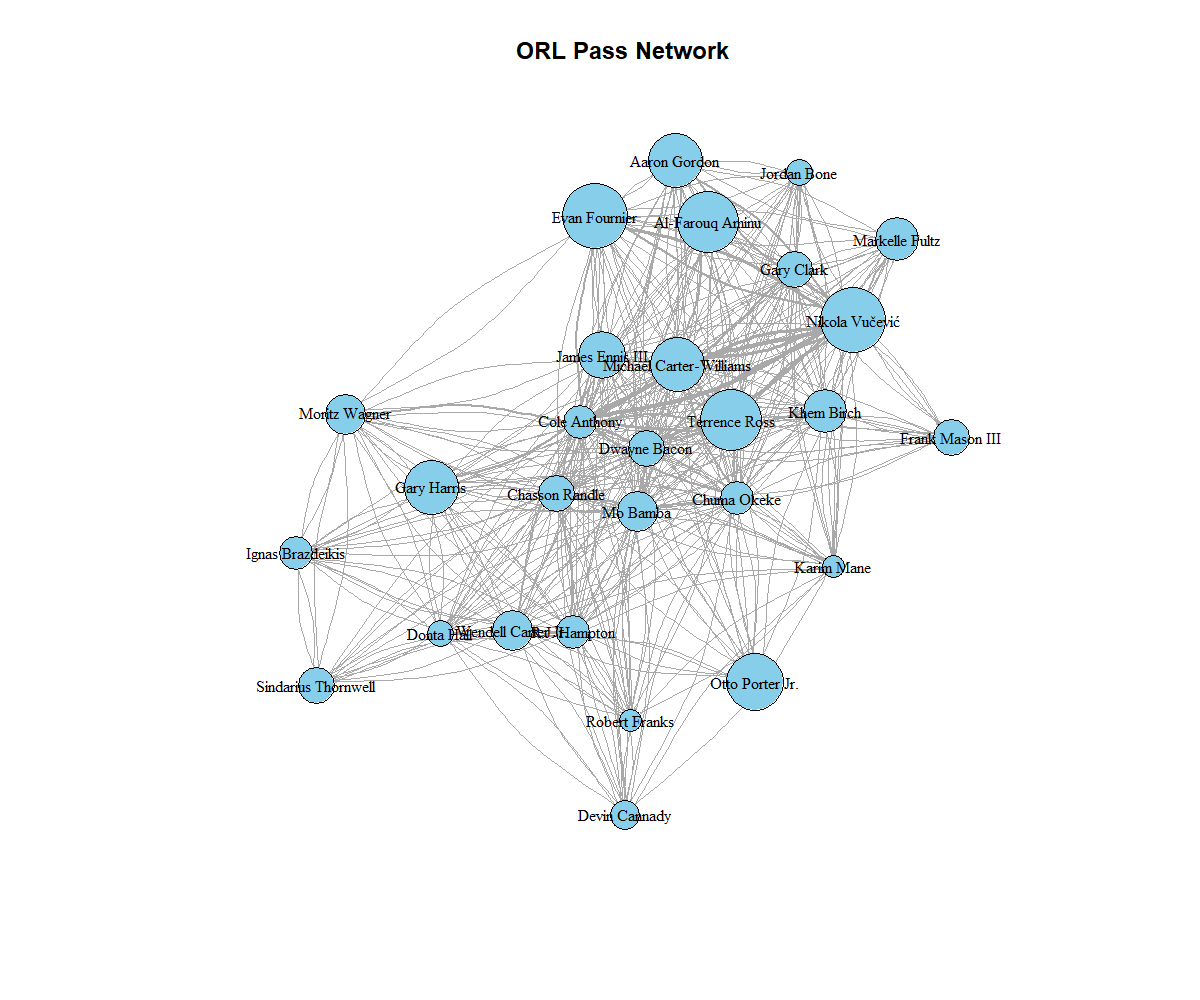 ORL Pass Network
Aaron Gordon
Jordan Bone
Evan Fournier
Al-Farouq Aminu
Markelle Fultz
Gary Clark
Nikola Vučević
James Ennis III
Michael Carter-Williams
Moritz Wagner
Cole Anthony
Terrence Ross
Khem Birch
Frank Mason III
Dwayne Bacon
Gary Harris
Chasson Randle
Chuma Okeke
Mo Bamba
Ignas Brazdeikis
Karim Mane
Donta Hall
Wendell Carter Jr.
R.J. Hampton
Sindarius Thornwell
Otto Porter Jr.
Robert Franks
Devin Cannady